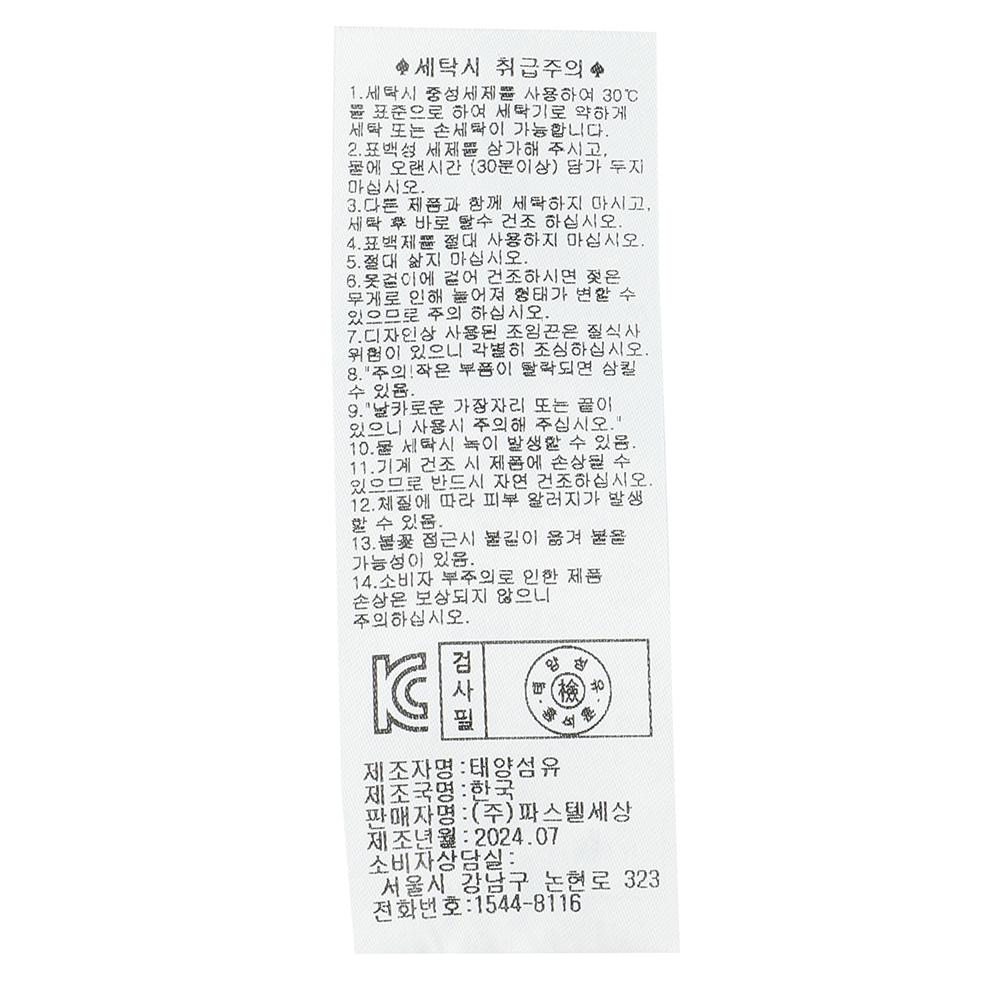 ♠세탁시 취급주의♠
1.세탁시 중성세제를 사용하여 30℃
를 표준으로 하여 세탁기로 약하게
세탁 또는 손세탁이 가능합니다.
2.표백성 세제를 삼가해 주시고,
물에 오랜시간 (30분이상) 담가 두지
마십시오.
3.다른 제품과 함께 세탁하지 마시고,
세탁 후 바로 탈수 건조 하십시오.
4.표백제를 절대 사용하지 마십시오.
5.절대 삶지 마십시오.
6.옷걸이에 걸어 건조하시면 젖은
무게로 인해 늘어져 형태가 변할 수
있으므로 주의 하십시오.
7.디자인상 사용된 조임끈은 질식사
위험이 있으니 각별히 조심하십시오.
8."주의!작은 부품이 탈락되면 삼킬
수 있음.
9."날카로운 가장자리 또는 끝이
있으니 사용시 주의해 주십시오."
10.물 세탁시 녹이 발생할 수 있음.
11.기계 건조 시 제품에 손상될 수
있으므로 반드시 자연 건조하십시오.
12.체질에 따라 피부 알러지가 발생
할 수 있음.
13.불꽃 접근시 불길이 옮겨 붙을
가능성이 있음.
14.소비자 부주의로 인한 제품
손상은 보상되지 않으니
주의하십시오.
KC
검사필
檢
제조자명:태양섬유
제조국명:한국
판매자명:(주)파스텔세상
제조년월:2024.07
소비자상담실:
서울시 강남구 논현로 323
전화번호:1544-8116